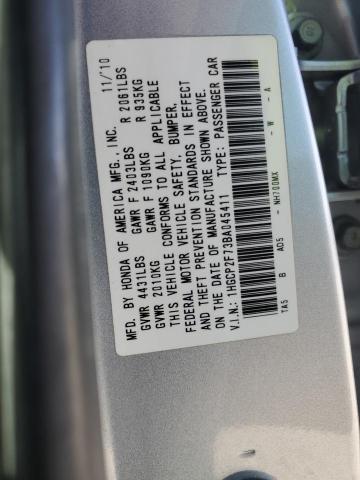 MFD. BY HONDA OF AMERICA MFG., INC. 11/10
GVWR 4431LBS GAWR F 2403LBS R 2061LBS
GVWR 2010KG GAWR F 1090KG R 935KG
THIS VEHICLE CONFORMS TO ALL APPLICABLE
FEDERAL MOTOR VEHICLE SAFETY, BUMPER,
AND THEFT PREVENTION STANDARDS IN EFFECT
ON THE DATE OF MANUFACTURE SHOWN ABOVE.
V.I.N.: 1HGCP2F73BA045411 TYPE: PASSENGER CAR
TA5 B AO5 - NH700MX - W - A